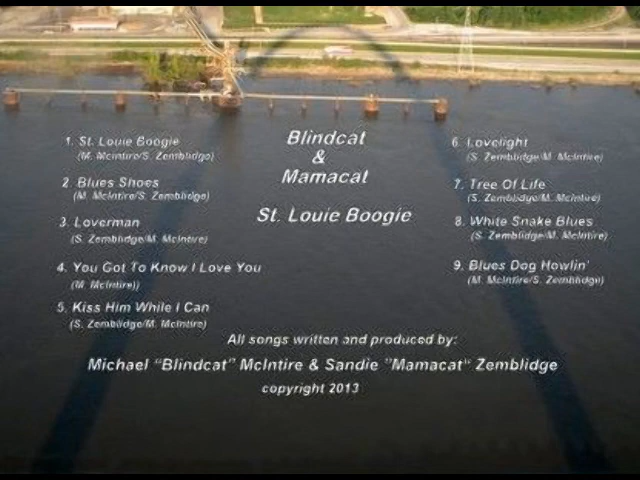 Blindcat
&
Mamacat
St. Louie Boogie
1. St. Louie Boogie
(M. McIntire/S. Zemblidge)
2. Blues Shoes
(M. McIntire/S. Zemblidge)
3. Loverman
(S. Zemblidge/M. McIntire)
4. You Got To Know I Love You
(M. McIntire))
5. Kiss Him While I Can
(S. Zemblidge/M. McIntire)
6. Lovelight
(S. Zemblidge/M. McIntire)
7. Tree Of Life
(S. Zemblidge/M. McIntire)
8. White Snake Blues
(S. Zemblidge/M. McIntire)
9. Blues Dog Howlin'
(M. McIntire/S. Zemblidge)
All songs written and produced by:
Michael "Blindcat" McIntire & Sandie "Mamacat" Zemblidge
copyright 2013